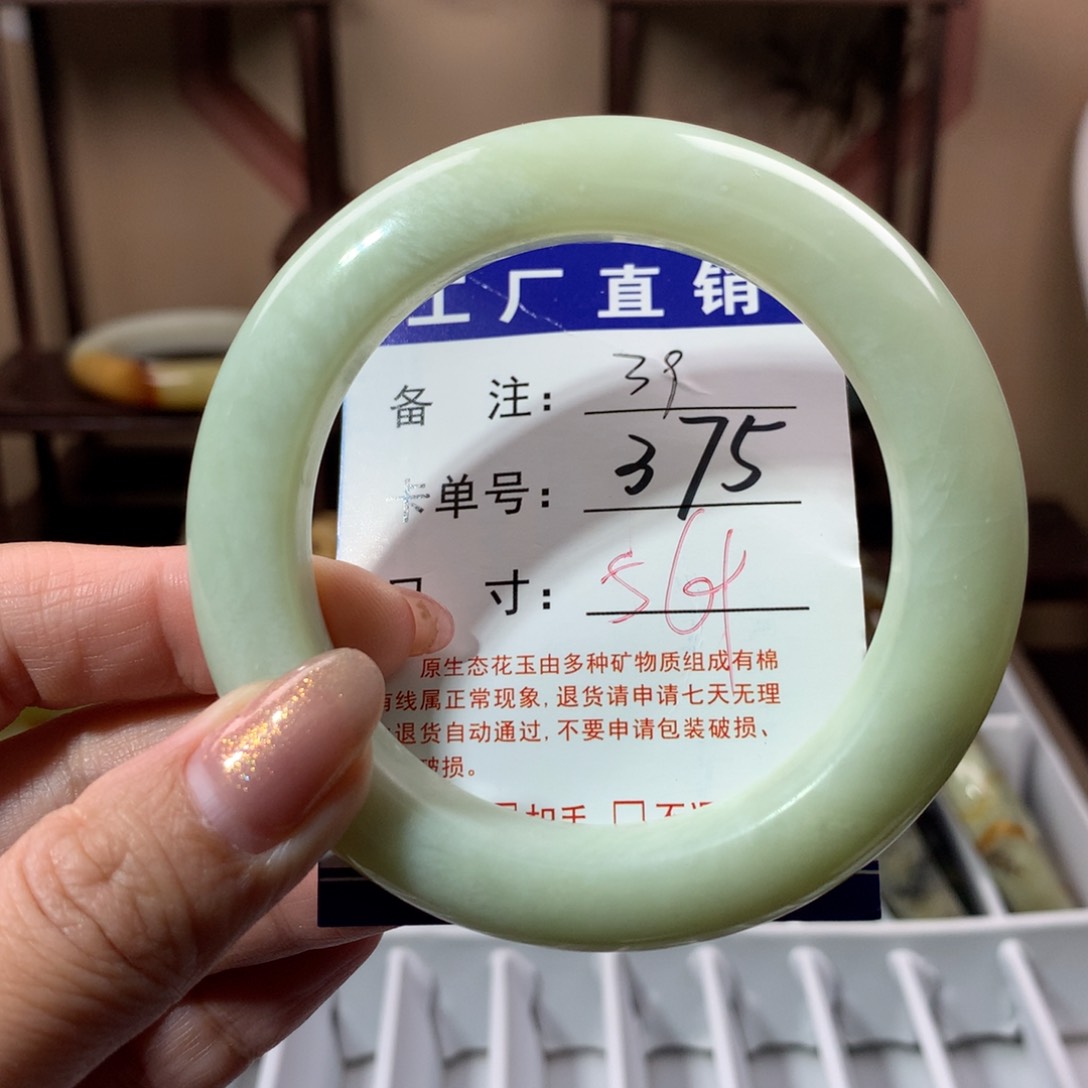 工厂直销
备 注: 39
卡单号: 375
尺 寸: 564
原生态花玉由多种矿物质组成有棉
有线属正常现象,退货请申请七天无理
退货自动通过,不要申请包装破损、
破损。